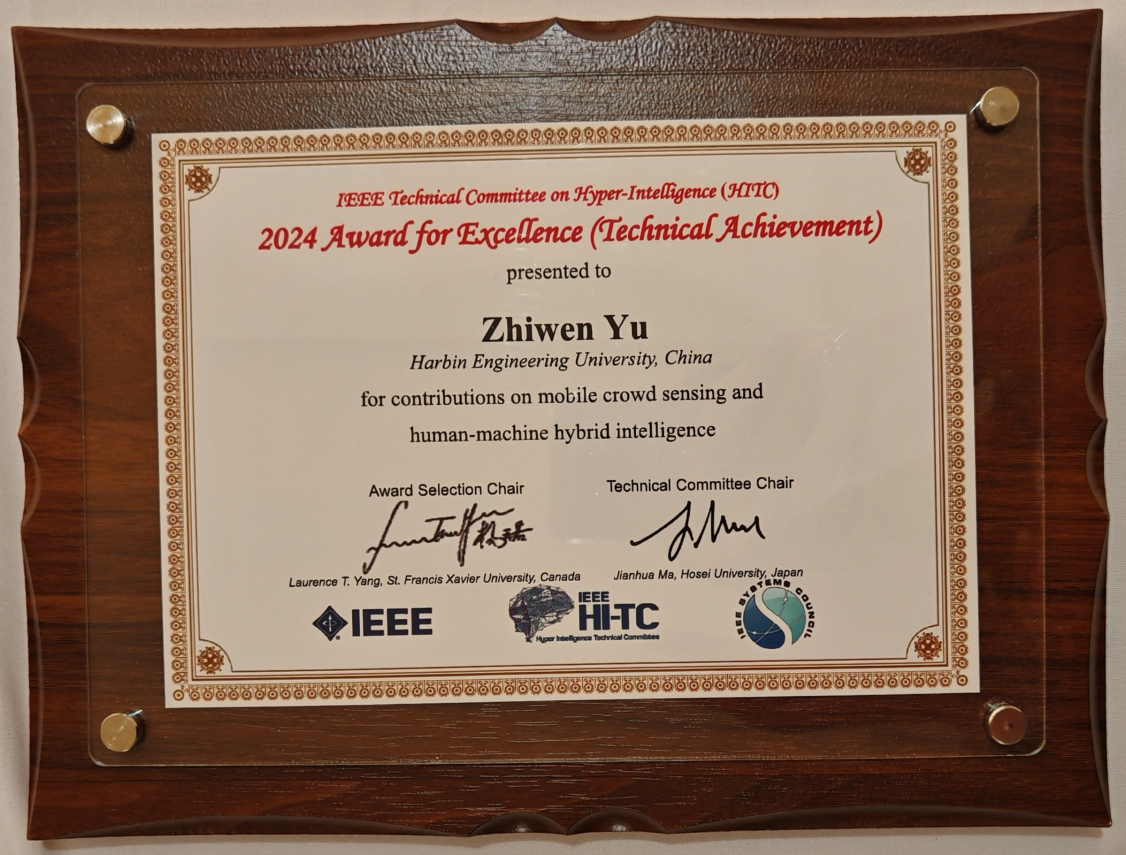 IEEE Technical Committee on Hyper-Intelligence (HITC)
2024 Award for Excellence (Technical Achievement)
presented to
Zhiwen Yu
Harbin Engineering University, China
for contributions on mobile crowd sensing and
human-machine hybrid intelligence
Award Selection Chair
Technical Committee Chair
Laurence T. Yang, St. Francis Xavier University, Canada
Jianhua Ma, Hosei University, Japan
IEEE
IEEE
HI-TC
Hyper Intelligence Technical Committee
IEEE SYSTEMS COUNCIL